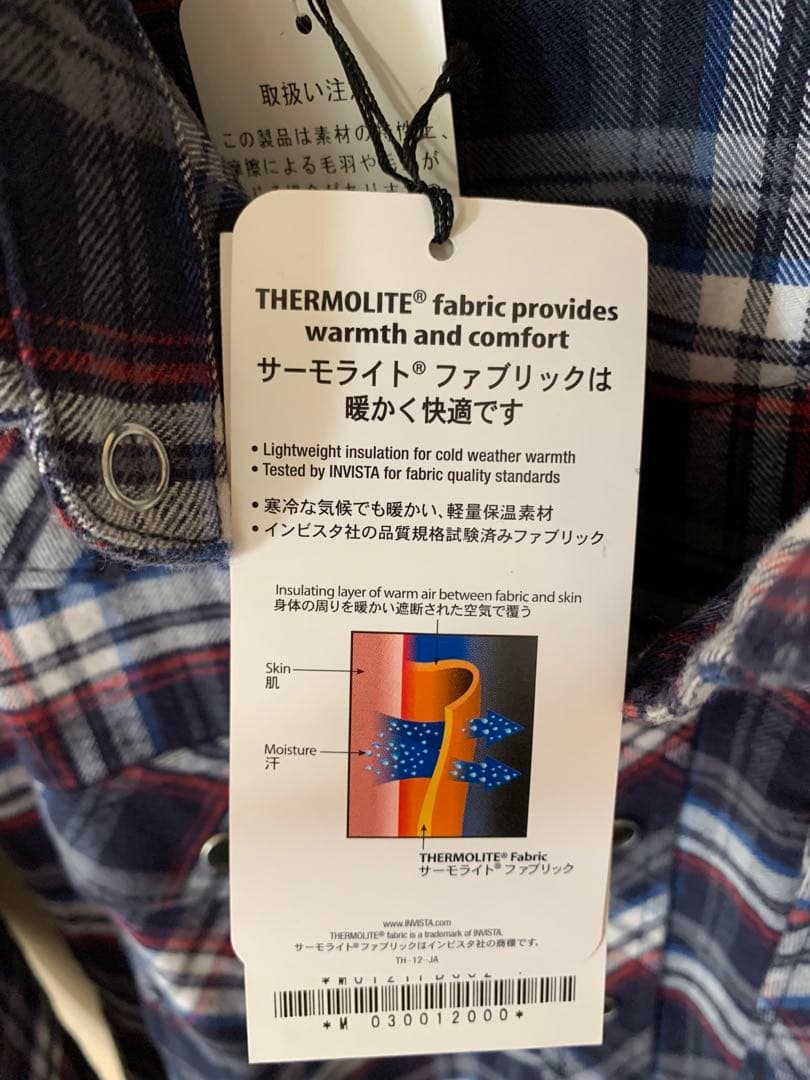 取扱い注
この製品は素材の特性上、
摩擦による毛羽や毛 が
THERMOLITE® fabric provides
warmth and comfort
サーモライト® ファブリックは
暖かく快適です
• Lightweight insulation for cold weather warmth
• Tested by INVISTA for fabric quality standards
• 寒冷な気候でも暖かい、軽量保温素材
• インビスタ社の品質規格試験済みファブリック
Insulating layer of warm air between fabric and skin
身体の周りを暖かい遮断された空気で覆う
Skin
肌
Moisture
汗
THERMOLITE® Fabric
サーモライト® ファブリック
www.INVISTA.com
THERMOLITE® fabric is a trademark of INVISTA.
サーモライト®ファブリックはインビスタ社の商標です。
TH-12-JA
*M 030012000*